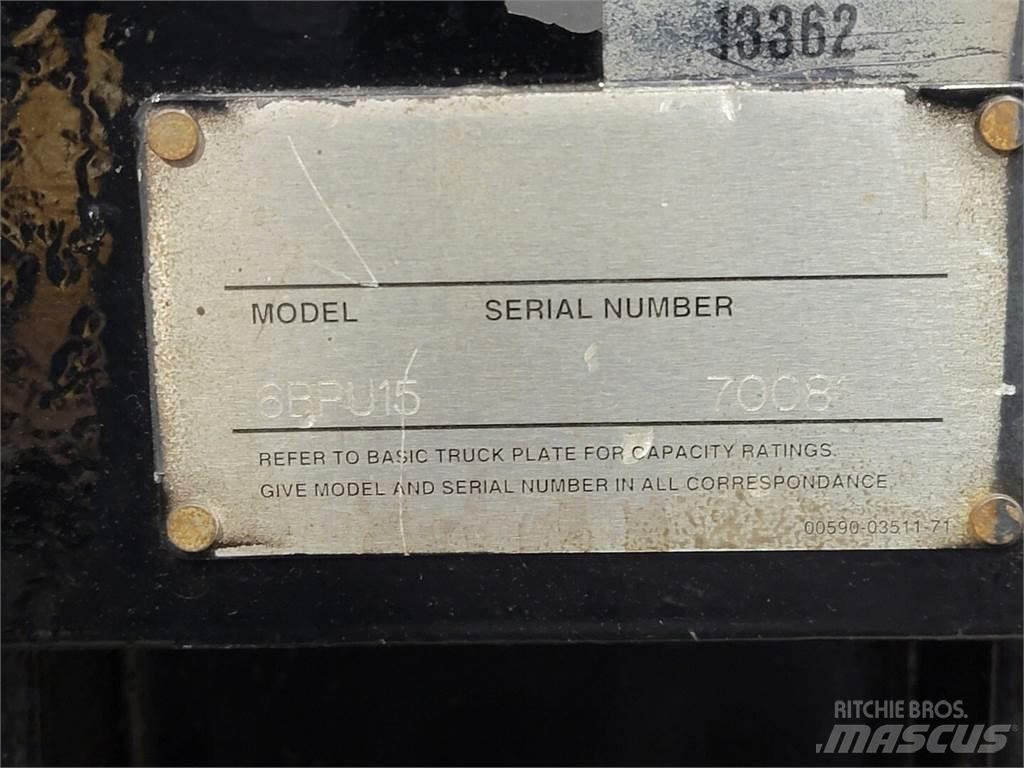 13362
MODEL SERIAL NUMBER
6BPU15 70081
REFER TO BASIC TRUCK PLATE FOR CAPACITY RATINGS.
GIVE MODEL AND SERIAL NUMBER IN ALL CORRESPONDANCE
00590-03511-71
RITCHIE BROS.
MASCUS